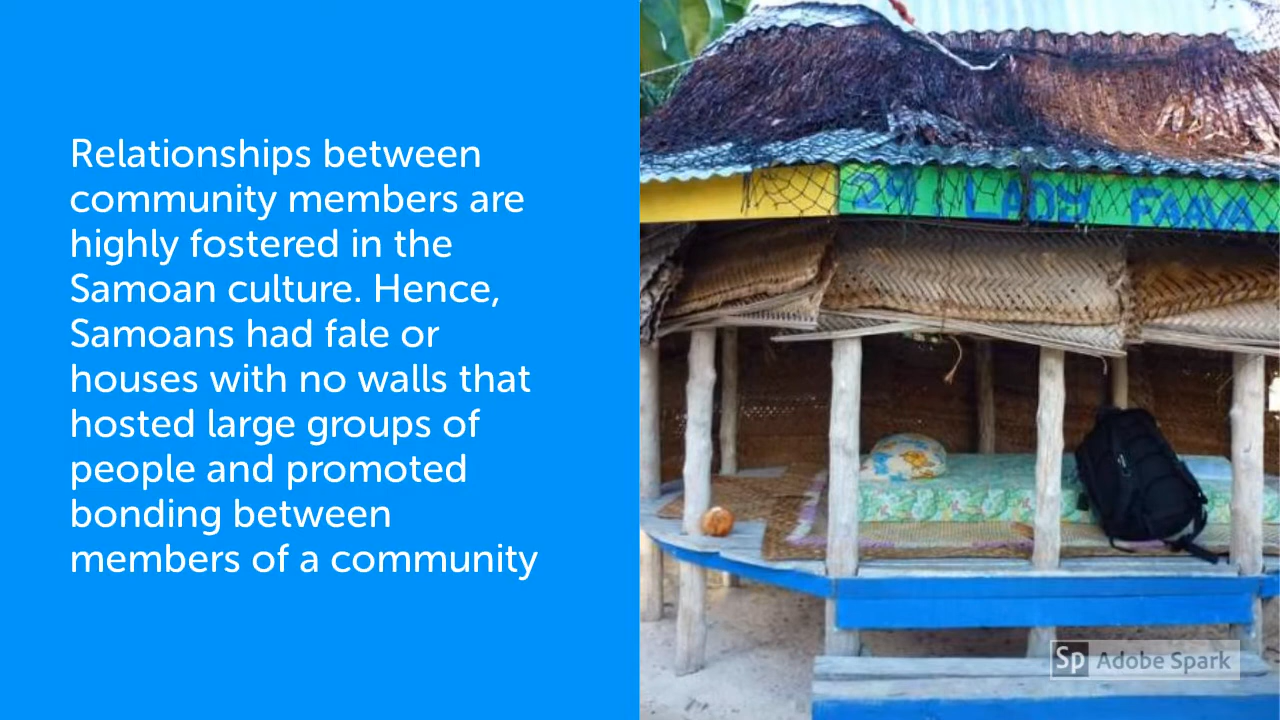 Relationships between
community members are
highly fostered in the
Samoan culture. Hence,
Samoans had fale or
houses with no walls that
hosted large groups of
people and promoted
bonding between
members of a community
29 LADY FAAVA
Sp Adobe Spark